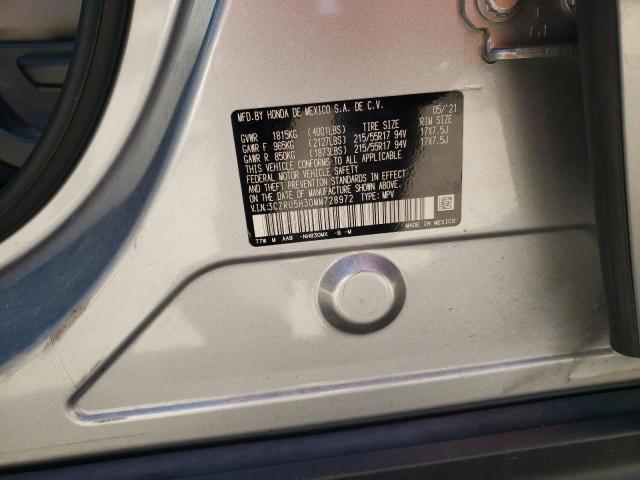 MFD.BY HONDA DE MEXICO S.A. DE C.V. 05/'21
GVWR 1815KG (4001LBS) TIRE SIZE RIM SIZE
GAWR F 965KG (2127LBS) 215/55R17 94V 17X7.5J
GAWR R 850KG (1873LBS) 215/55R17 94V 17X7.5J
THIS VEHICLE CONFORMS TO ALL APPLICABLE
FEDERAL MOTOR VEHICLE SAFETY
STANDARDS IN EFFECT ON THE DATE OF
MANUFACTURE SHOWN ABOVE.
V.I.N:3CZRU5H30MM728972 TYPE: MPV
T7W M AAB -NH830MX -B -M
MADE IN MEXICO